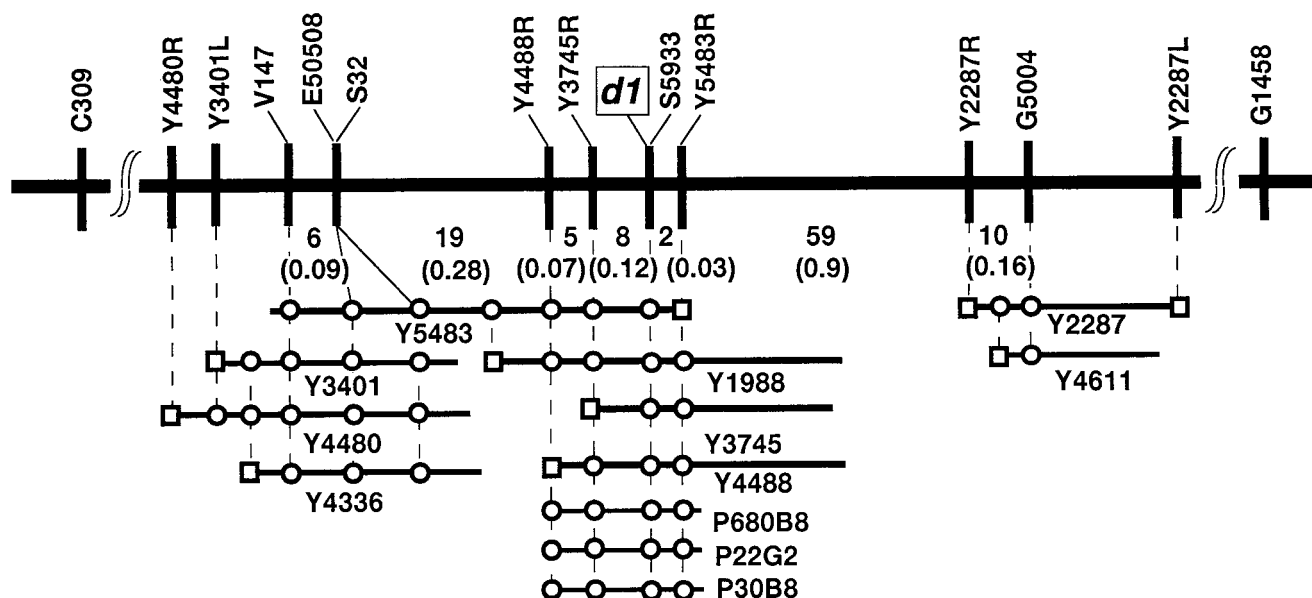 C309
Y4480R
Y3401L
V147
E50508
S32
Y4488R
Y3745R
d1
S5933
Y5483R
Y2287R
G5004
Y2287L
G1458
6 19 5 8 2 59 10
(0.09) (0.28) (0.07) (0.12) (0.03) (0.9) (0.16)
Y5483 Y2287
Y3401 Y1988 Y4611
Y4480 Y3745
Y4336 Y4488
P680B8
P22G2
P30B8